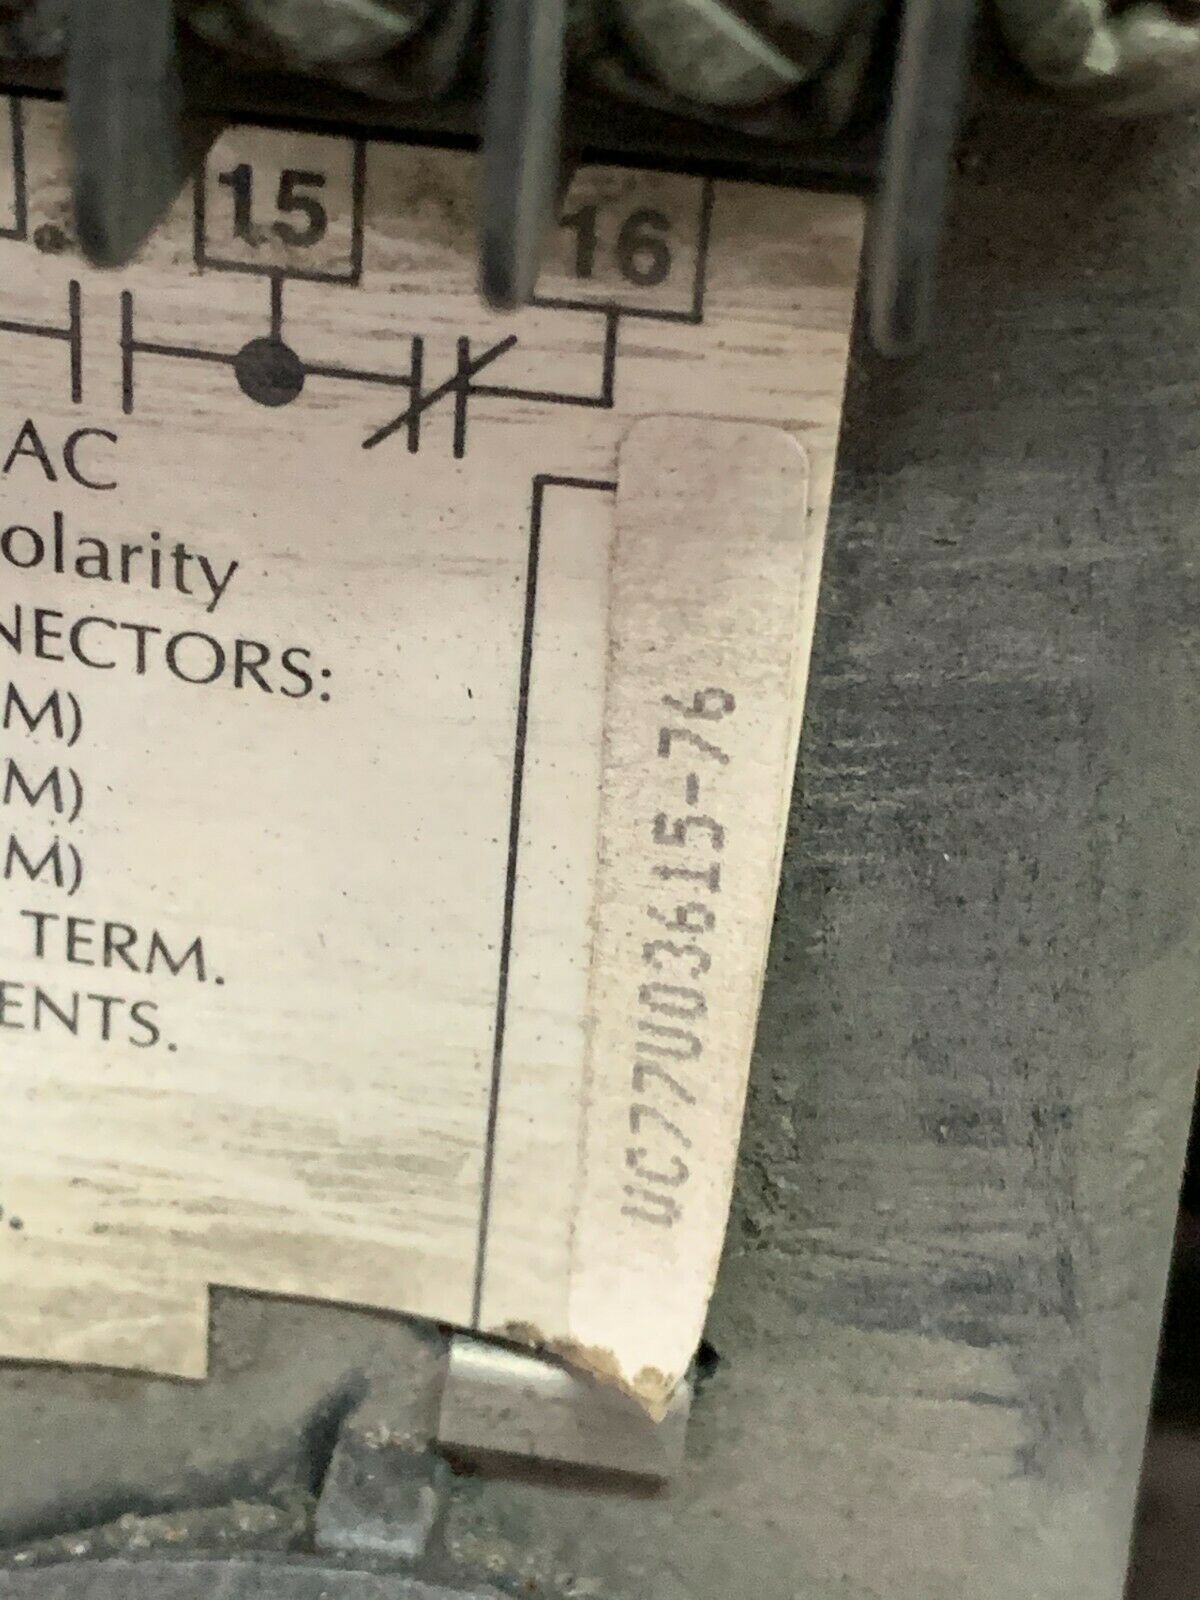 15
16
AC
olarity
NECTORS:
M)
M)
M)
TERM.
ENTS.
UC77U03615-76